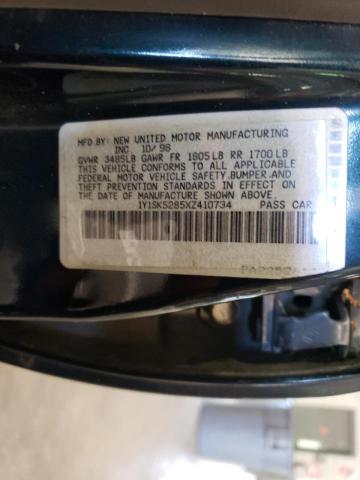 MFD.BY: NEW UNITED MOTOR MANUFACTURING
INC. 10/98
GVWR 3485LB GAWR FR 1805LB RR 1700LB
THIS VEHICLE CONFORMS TO ALL APPLICABLE
FEDERAL MOTOR VEHICLE SAFETY,BUMPER,AND
THEFT PREVENTION STANDARDS IN EFFECT ON
THE DATE OF MANUFACTURE SHOWN ABOVE.
1Y1SK5285XZ410734 PASS CAR